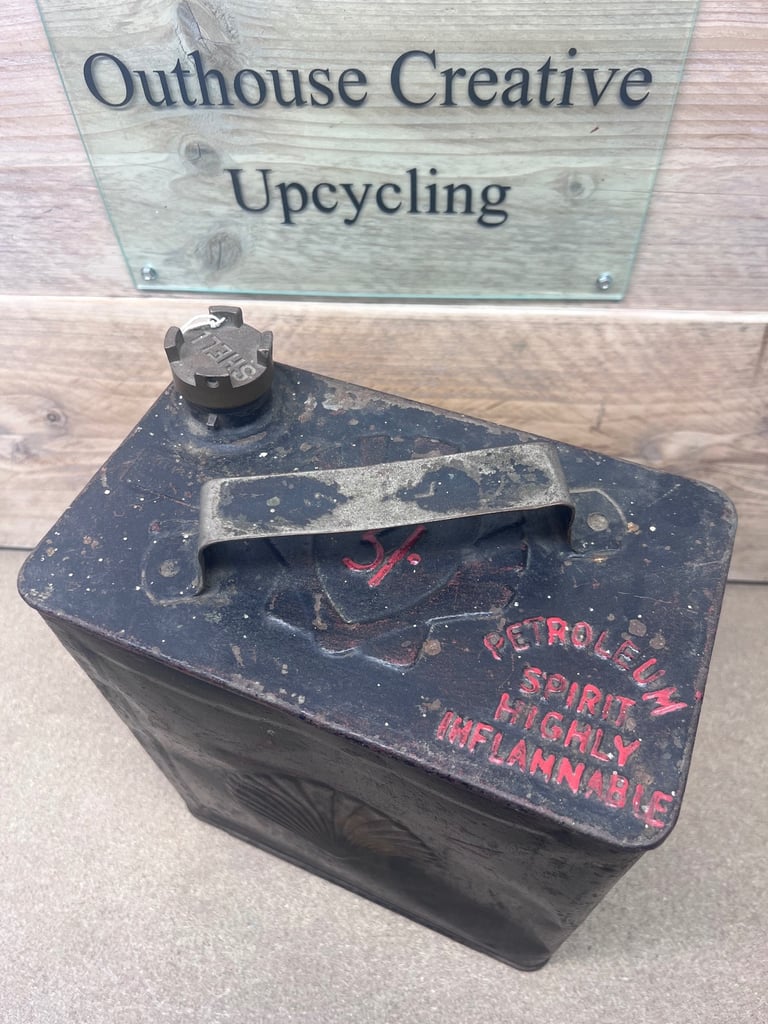 Outhouse Creative
Upcycling
SHELL
3/-
PETROLEUM
SPIRIT
HIGHLY
INFLAMMABLE